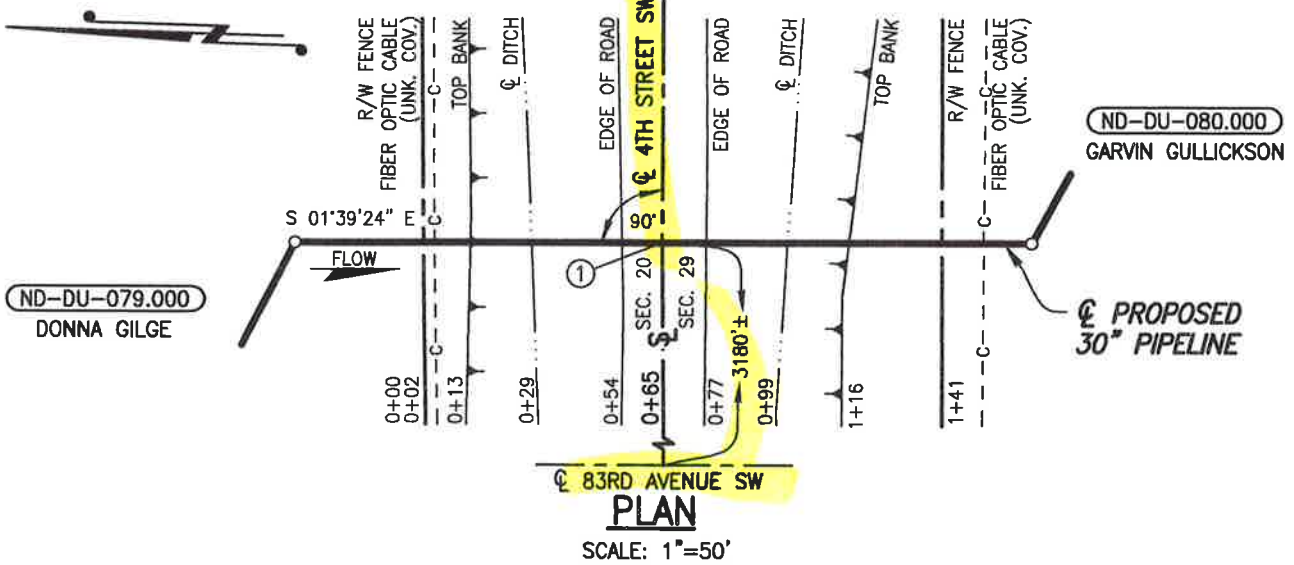 R/W FENCE
FIBER OPTIC CABLE
(UNK. COV.)
TOP BANK
℄ DITCH
EDGE OF ROAD
℄ 4TH STREET SW
EDGE OF ROAD
℄ DITCH
TOP BANK
R/W FENCE
FIBER OPTIC CABLE
(UNK. COV.)
C
C
C
C
C
C
ND-DU-080.000
GARVIN GULLICKSON
S 01°39'24" E
90°
FLOW
1
SEC. 20
SEC. 29
ND-DU-079.000
DONNA GILGE
3180'±
℄ PROPOSED
30" PIPELINE
0+00
0+02
0+13
0+29
0+54
0+65
0+77
0+99
1+16
1+41
℄ 83RD AVENUE SW
PLAN
SCALE: 1"=50'